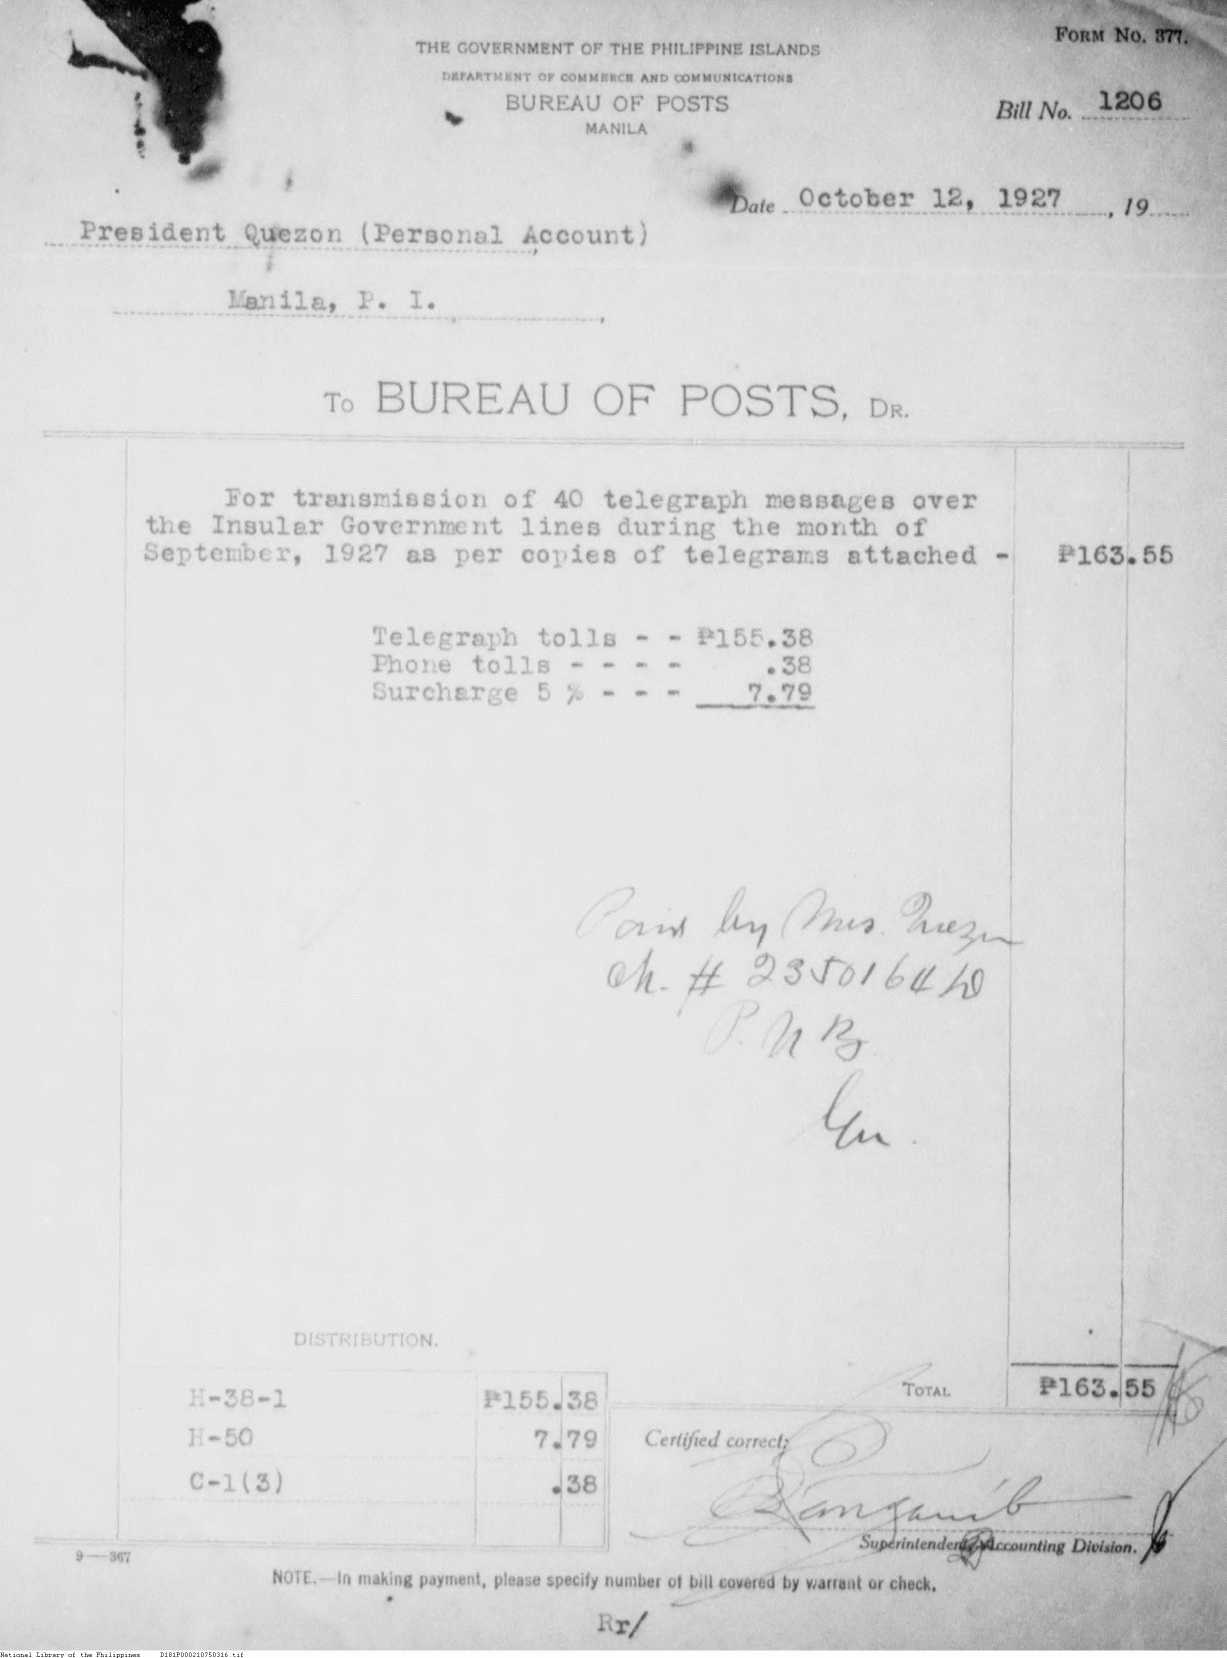 FORM NO. 377.
THE GOVERNMENT OF THE PHILIPPINE ISLANDS
DEPARTMENT OF COMMERCE AND COMMUNICATIONS
BUREAU OF POSTS
MANILA
Bill No. 1206
Date October 12, 1927, 19
President Quezon (Personal Account)
Manila, P. I.
TO BUREAU OF POSTS, DR.
For transmission of 40 telegraph messages over
the Insular Government lines during the month of
September, 1927 as per copies of telegrams attached - ₱163.55
Telegraph tolls - - ₱155.38
Phone tolls - - - - .38
Surcharge 5 % - - - 7.79
Paid by Mrs. Quezon
Ch. # 235016
P.N.B.
DISTRIBUTION.
H-38-1 ₱155.38
H-50 7.79
C-1(3) .38
TOTAL ₱163.55
Certified correct:
Superintendent, Accounting Division.
9—367
NOTE.—In making payment, please specify number of bill covered by warrant or check.
Rr/
National Library of the Philippines D181P000210750316.tif